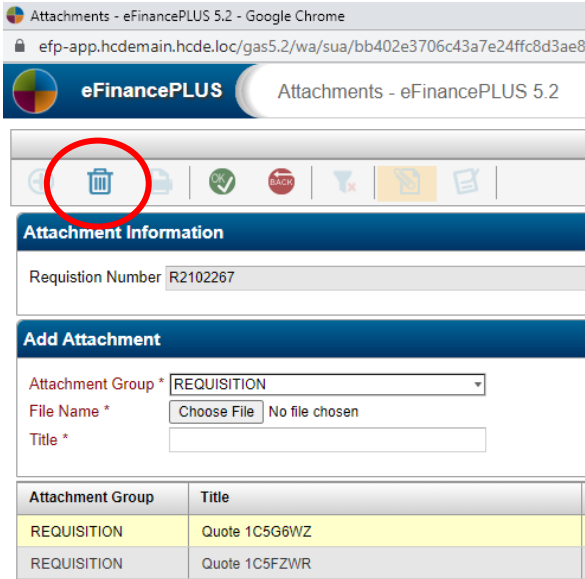 Attachments - eFinancePLUS 5.2 - Google Chrome
efp-app.hcdemain.hcde.loc/gas5.2/wa/sua/bb402e3706c43a7e24ffc8d3ae8
eFinancePLUS Attachments - eFinancePLUS 5.2
OK BACK
Attachment Information
Requistion Number R2102267
Add Attachment
Attachment Group * REQUISITION
File Name * Choose File No file chosen
Title *
Attachment Group Title
REQUISITION Quote 1C5G6WZ
REQUISITION Quote 1C5FZWR